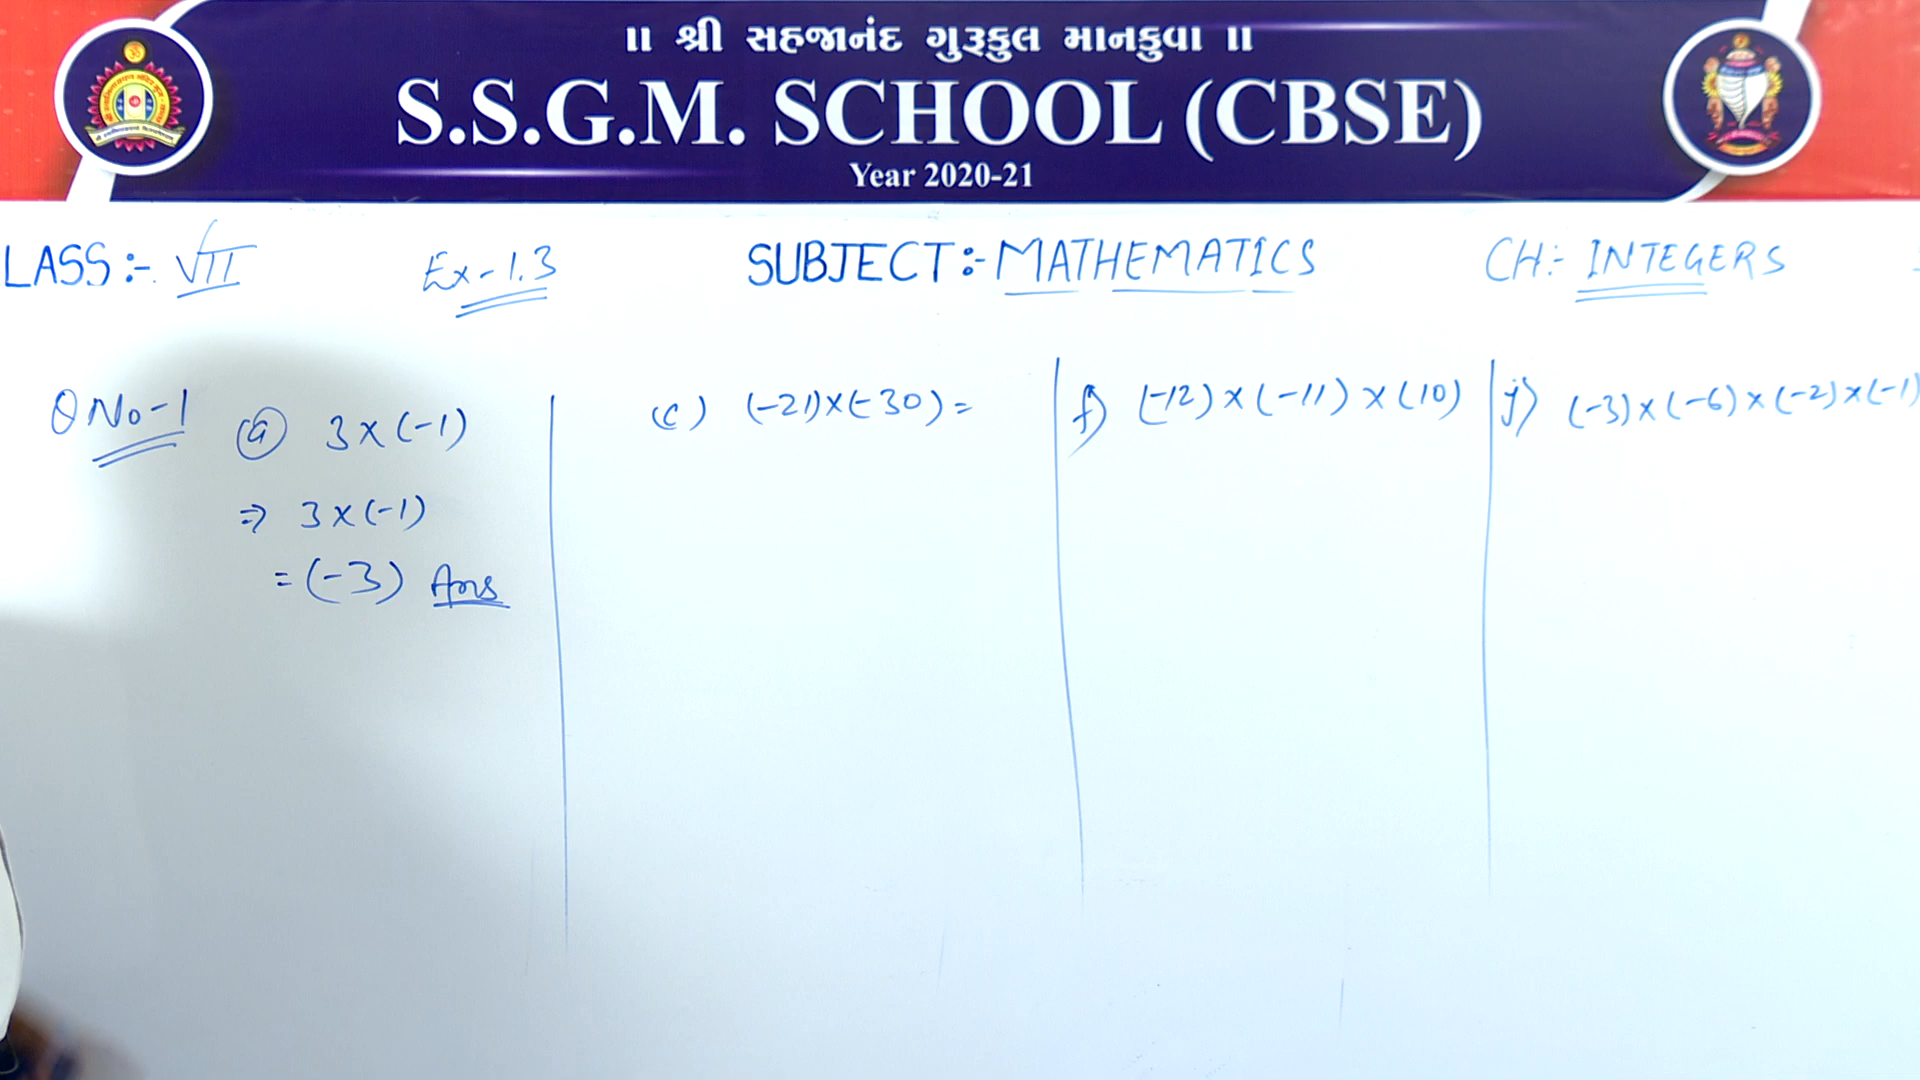 ॥ શ્રી સહજાનંદ ગુરુકુલ માનકુવા ॥
S.S.G.M. SCHOOL (CBSE)
Year 2020-21
LASS:- VII Ex-1.3 SUBJECT:- MATHEMATICS CH:- INTEGERS
Q No-1 (a) 3×(-1)
⇒ 3×(-1)
= (-3) Ans
(c) (-21)×(-30)=
f) (-12)×(-11)×(10)
j) (-3)×(-6)×(-2)×(-1)